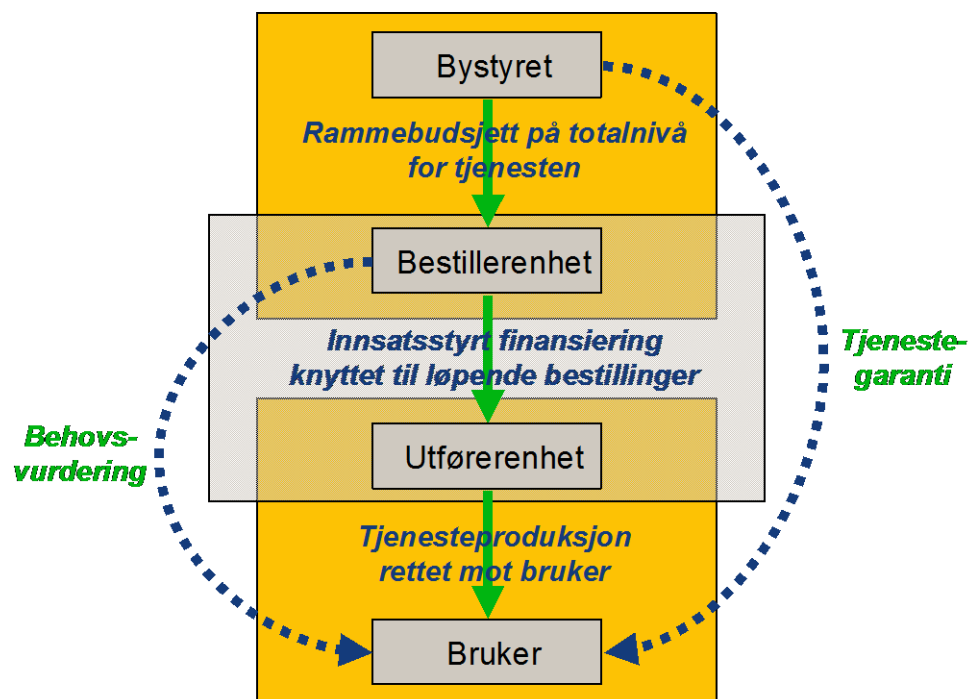 Bystyret
Rammebudsjett på totalnivå
for tjenesten
Bestillerenhet
Innsatsstyrt finansiering
knyttet til løpende bestillinger
Tjeneste-
garanti
Behovs-
vurdering
Utførerenhet
Tjenesteproduksjon
rettet mot bruker
Bruker